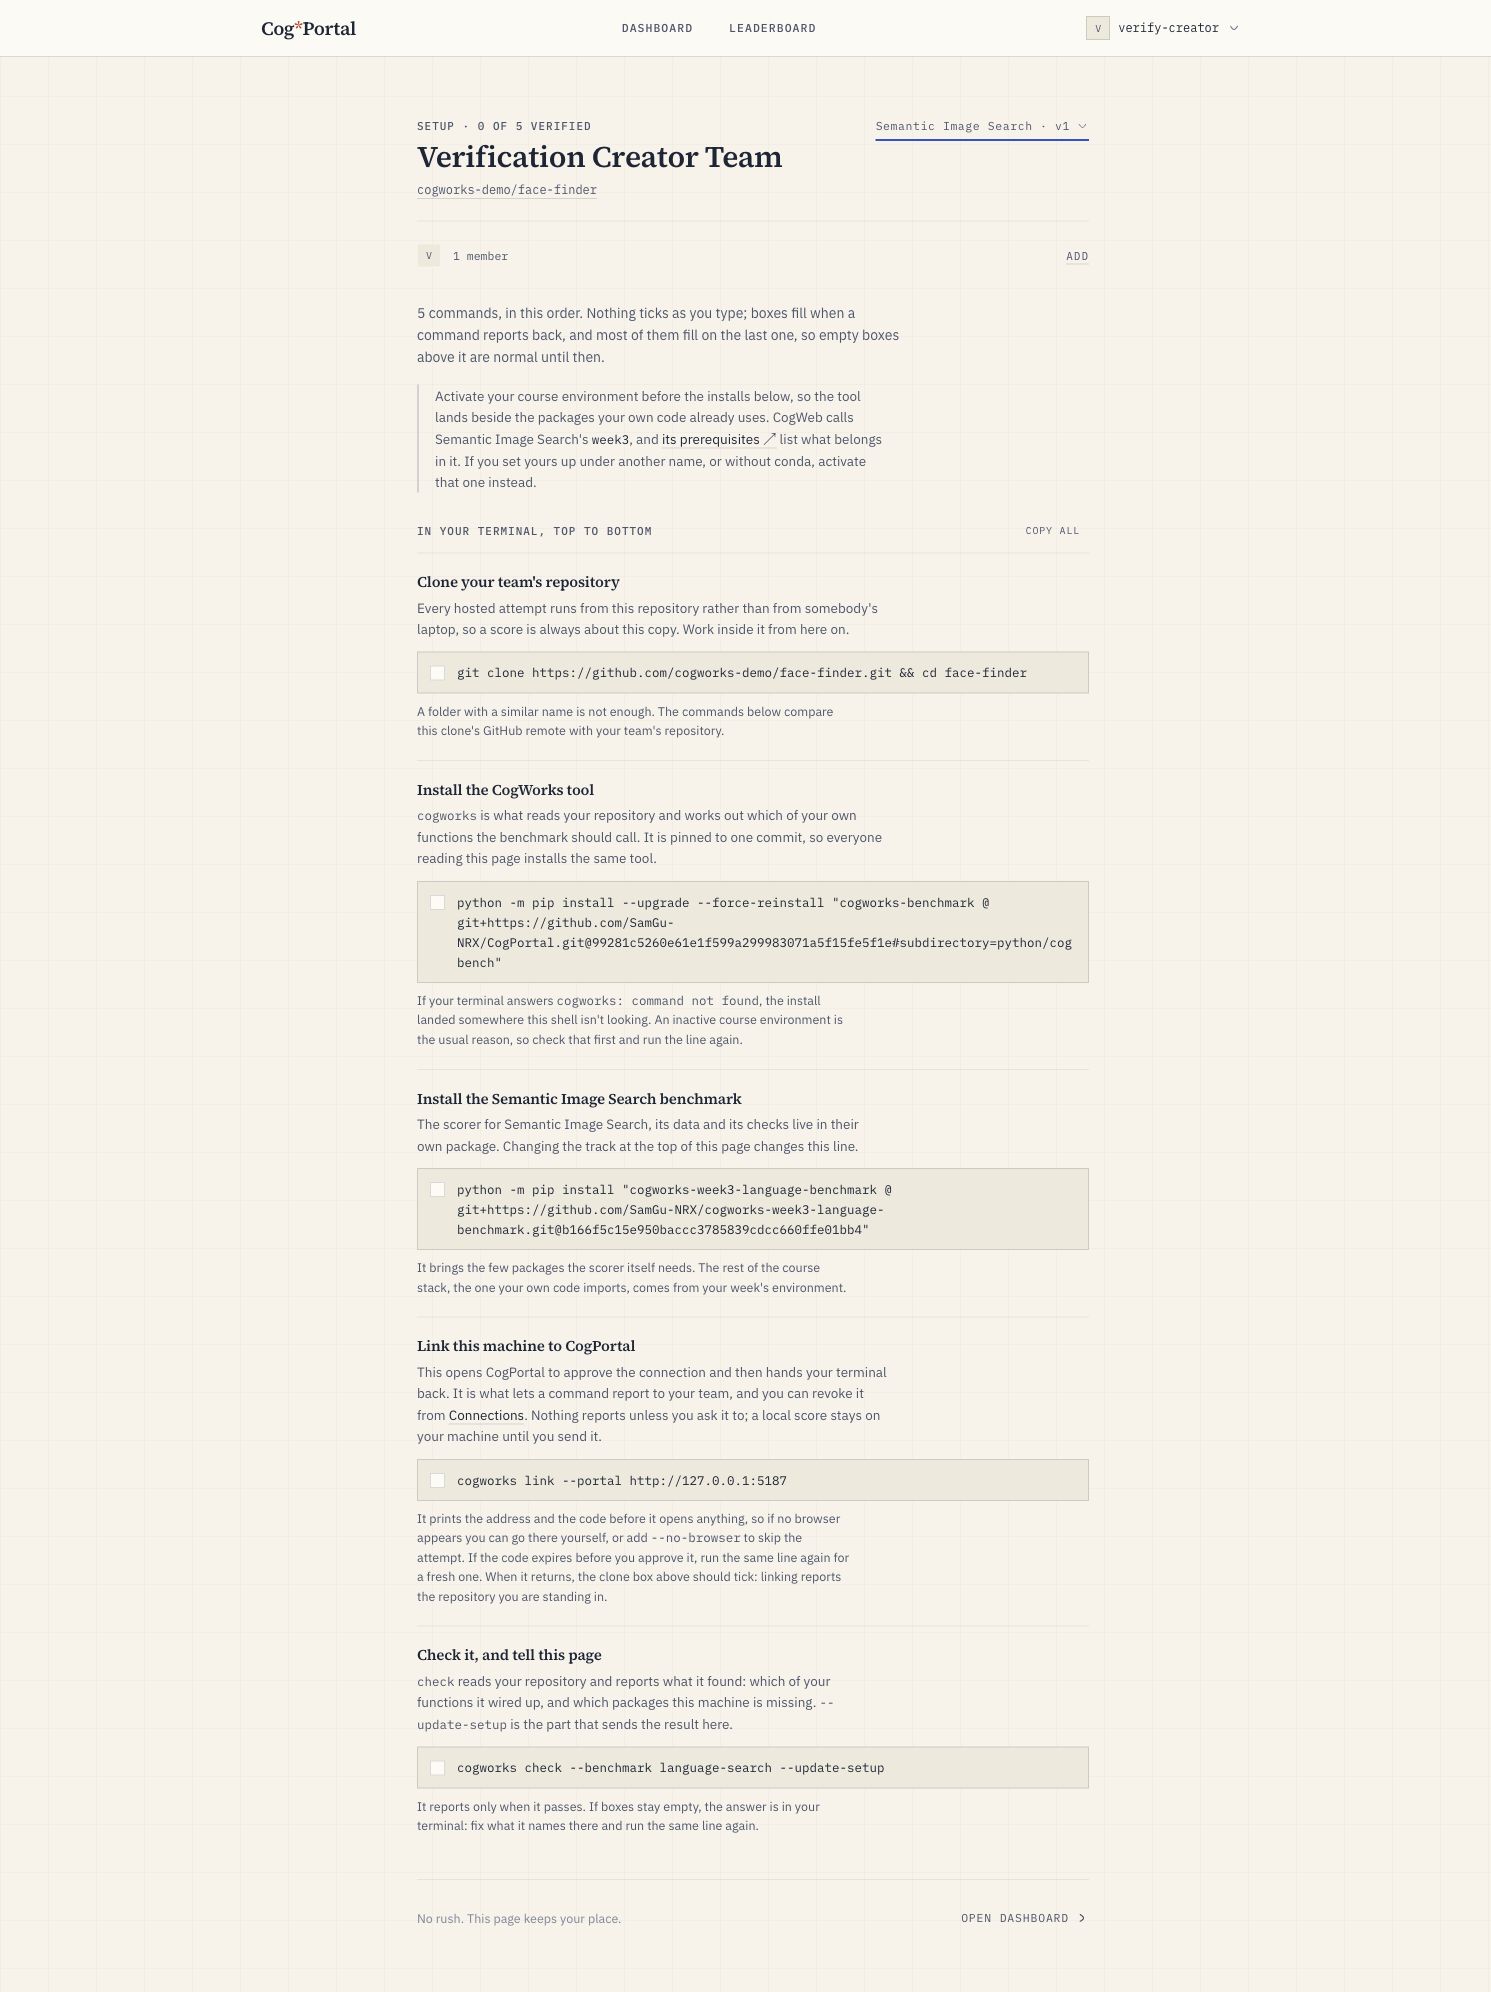 Cog*Portal
DASHBOARD
LEADERBOARD
V
verify-creator
SETUP · 0 OF 5 VERIFIED
Semantic Image Search · v1
Verification Creator Team
cogworks-demo/face-finder
V
1 member
ADD
5 commands, in this order. Nothing ticks as you type; boxes fill when a
command reports back, and most of them fill on the last one, so empty boxes
above it are normal until then.
Activate your course environment before the installs below, so the tool
lands beside the packages your own code already uses. CogWeb calls
Semantic Image Search's week3, and its prerequisites ↗ list what belongs
in it. If you set yours up under another name, or without conda, activate
that one instead.
IN YOUR TERMINAL, TOP TO BOTTOM
COPY ALL
Clone your team's repository
Every hosted attempt runs from this repository rather than from somebody's
laptop, so a score is always about this copy. Work inside it from here on.
git clone https://github.com/cogworks-demo/face-finder.git && cd face-finder
A folder with a similar name is not enough. The commands below compare
this clone's GitHub remote with your team's repository.
Install the CogWorks tool
cogworks is what reads your repository and works out which of your own
functions the benchmark should call. It is pinned to one commit, so everyone
reading this page installs the same tool.
python -m pip install --upgrade --force-reinstall "cogworks-benchmark @
git+https://github.com/SamGu-
NRX/CogPortal.git@99281c5260e61e1f599a299983071a5f15fe5f1e#subdirectory=python/cog
bench"
If your terminal answers cogworks: command not found, the install
landed somewhere this shell isn't looking. An inactive course environment is
the usual reason, so check that first and run the line again.
Install the Semantic Image Search benchmark
The scorer for Semantic Image Search, its data and its checks live in their
own package. Changing the track at the top of this page changes this line.
python -m pip install "cogworks-week3-language-benchmark @
git+https://github.com/SamGu-NRX/cogworks-week3-language-
benchmark.git@b166f5c15e950baccc3785839cdcc660ffe01bb4"
It brings the few packages the scorer itself needs. The rest of the course
stack, the one your own code imports, comes from your week's environment.
Link this machine to CogPortal
This opens CogPortal to approve the connection and then hands your terminal
back. It is what lets a command report to your team, and you can revoke it
from Connections. Nothing reports unless you ask it to; a local score stays on
your machine until you send it.
cogworks link --portal http://127.0.0.1:5187
It prints the address and the code before it opens anything, so if no browser
appears you can go there yourself, or add --no-browser to skip the
attempt. If the code expires before you approve it, run the same line again for
a fresh one. When it returns, the clone box above should tick: linking reports
the repository you are standing in.
Check it, and tell this page
check reads your repository and reports what it found: which of your
functions it wired up, and which packages this machine is missing. --
update-setup is the part that sends the result here.
cogworks check --benchmark language-search --update-setup
It reports only when it passes. If boxes stay empty, the answer is in your
terminal: fix what it names there and run the same line again.
No rush. This page keeps your place.
OPEN DASHBOARD